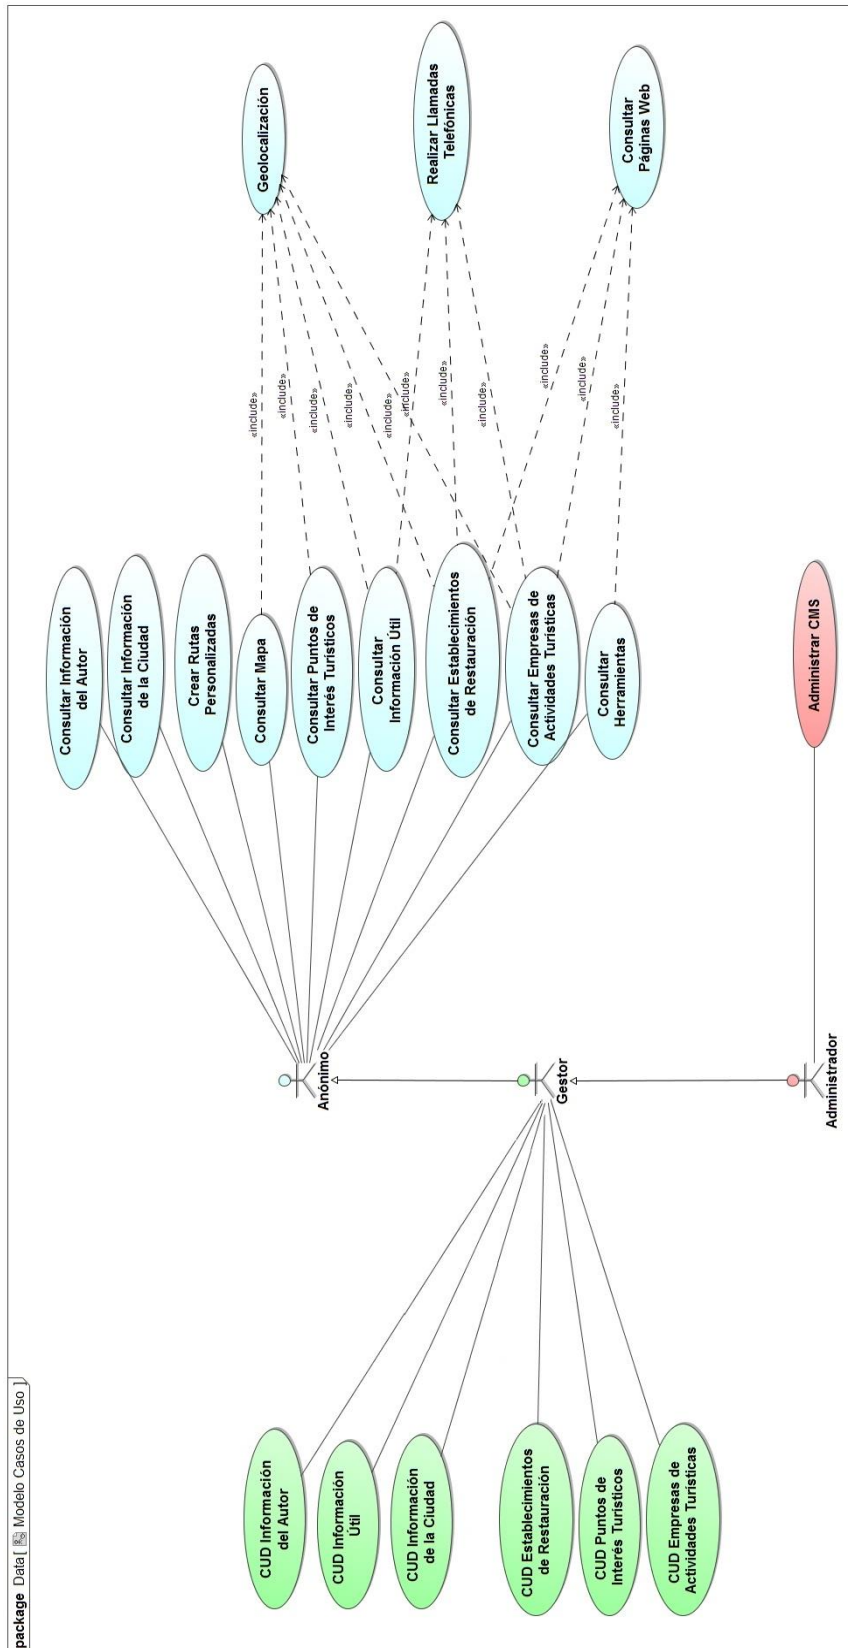 package Data[ Modelo Casos de Uso ]
CUD Información
del Autor
CUD Información
Útil
CUD Información
de la Ciudad
CUD Establecimientos
de Restauración
CUD Puntos de
Interés Turísticos
CUD Empresas de
Actividades Turísticas
Anónimo
Gestor
Administrador
Consultar Información
del Autor
Consultar Información
de la Ciudad
Crear Rutas
Personalizadas
Consultar Mapa
Consultar Puntos de
Interés Turísticos
Consultar
Información Útil
Consultar Establecimientos
de Restauración
Consultar Empresas de
Actividades Turísticas
Consultar
Herramientas
Administrar CMS
«include»
«include»
«include»
«include»
«include»
«include»
«include»
«include»
«include»
«include»
«include»
Geolocalización
Realizar Llamadas
Telefónicas
Consultar
Páginas Web